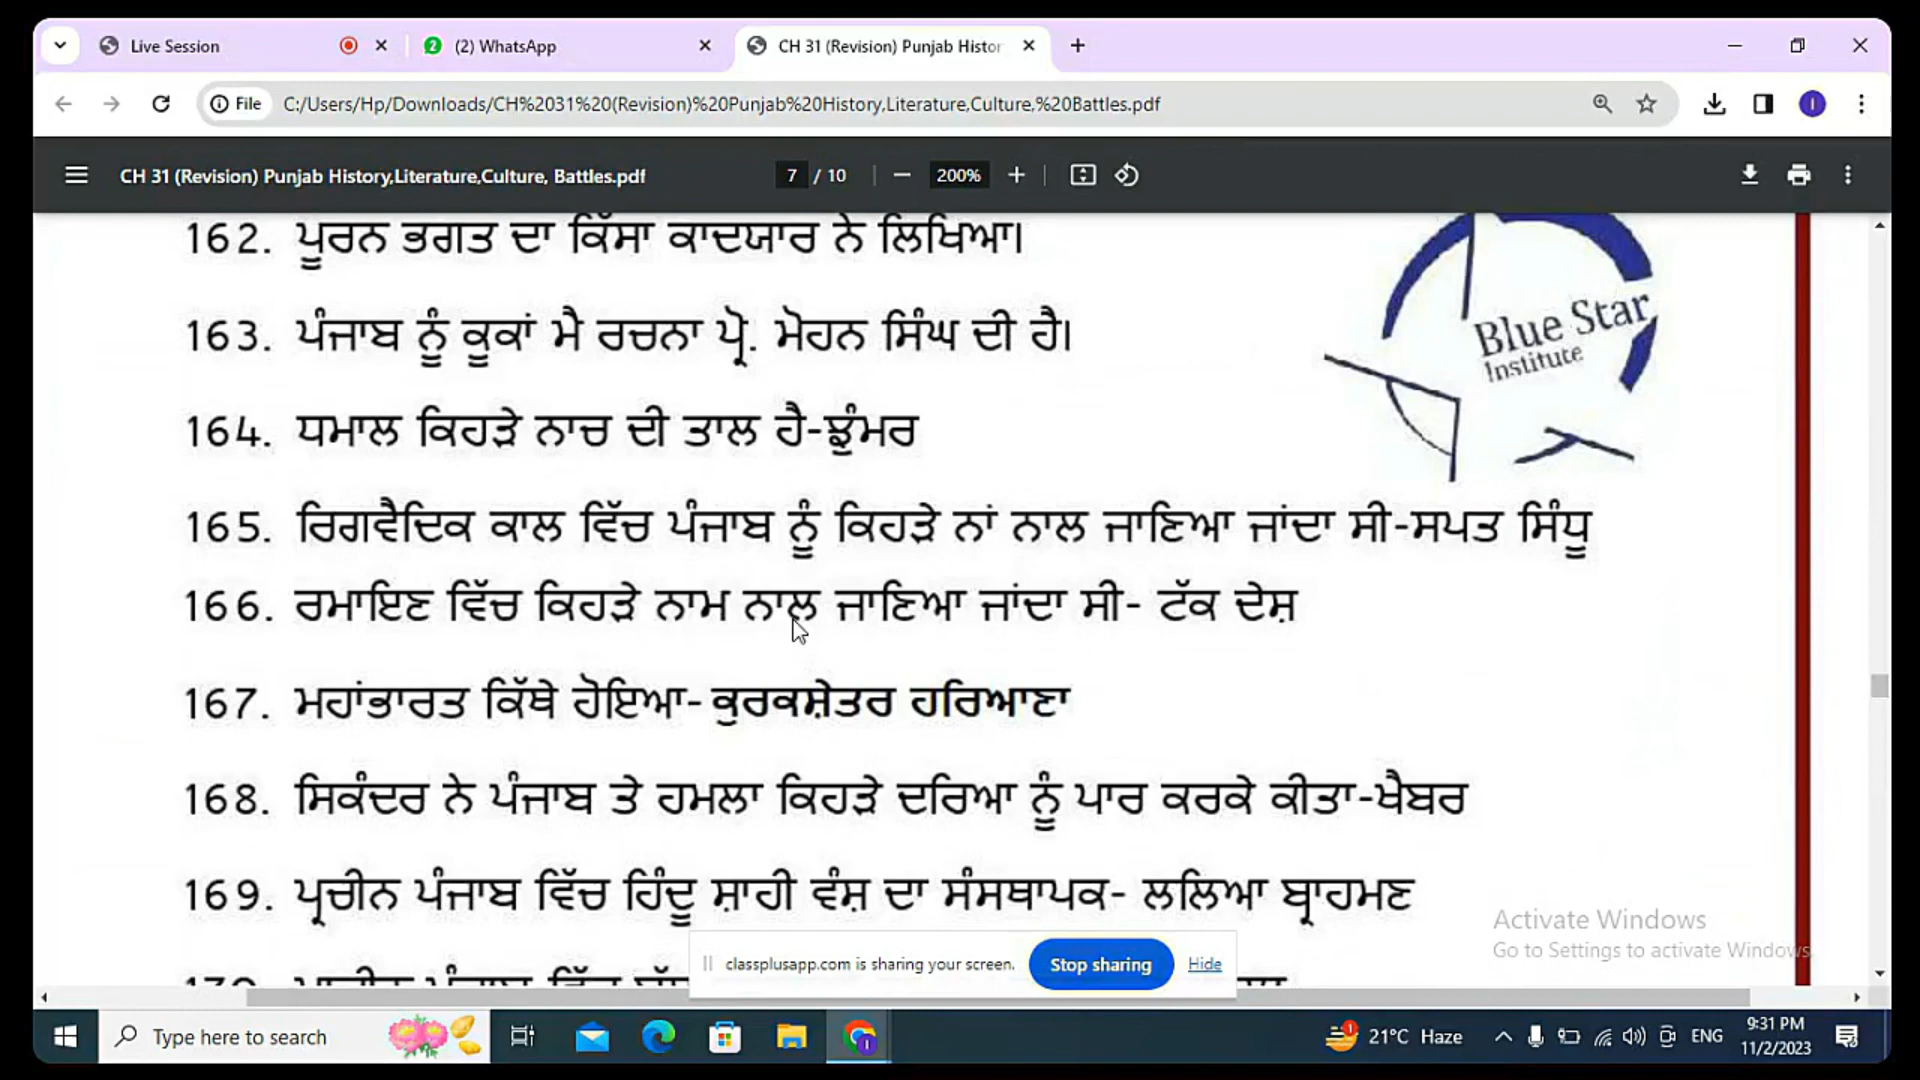 Live Session
(2) WhatsApp
CH 31 (Revision) Punjab Histor
File
C:/Users/Hp/Downloads/CH%2031%20(Revision)%20Punjab%20History,Literature,Culture,%20Battles.pdf
CH 31 (Revision) Punjab History,Literature,Culture, Battles.pdf
7 / 10
200%
162. ਪੂਰਨ ਭਗਤ ਦਾ ਕਿੱਸਾ ਕਾਦਯਾਰ ਨੇ ਲਿਖਿਆ।
163. ਪੰਜਾਬ ਨੂੰ ਕੂਕਾਂ ਮੈ ਰਚਨਾ ਪ੍ਰੋ. ਮੋਹਨ ਸਿੰਘ ਦੀ ਹੈ।
Blue Star
Institute
164. ਧਮਾਲ ਕਿਹੜੇ ਨਾਚ ਦੀ ਤਾਲ ਹੈ-ਝੁੰਮਰ
165. ਰਿਗਵੈਦਿਕ ਕਾਲ ਵਿੱਚ ਪੰਜਾਬ ਨੂੰ ਕਿਹੜੇ ਨਾਂ ਨਾਲ ਜਾਣਿਆ ਜਾਂਦਾ ਸੀ-ਸਪਤ ਸਿੰਧੂ
166. ਰਮਾਇਣ ਵਿੱਚ ਕਿਹੜੇ ਨਾਮ ਨਾਲ ਜਾਣਿਆ ਜਾਂਦਾ ਸੀ- ਟੱਕ ਦੇਸ਼
167. ਮਹਾਂਭਾਰਤ ਕਿੱਥੇ ਹੋਇਆ- ਕੁਰਕਸ਼ੇਤਰ ਹਰਿਆਣਾ
168. ਸਿਕੰਦਰ ਨੇ ਪੰਜਾਬ ਤੇ ਹਮਲਾ ਕਿਹੜੇ ਦਰਿਆ ਨੂੰ ਪਾਰ ਕਰਕੇ ਕੀਤਾ-ਖੈਬਰ
169. ਪ੍ਰਚੀਨ ਪੰਜਾਬ ਵਿੱਚ ਹਿੰਦੂ ਸ਼ਾਹੀ ਵੰਸ਼ ਦਾ ਸੰਸਥਾਪਕ- ਲਲਿਆ ਬ੍ਰਾਹਮਣ
Activate Windows
Go to Settings to activate Windows.
classplusapp.com is sharing your screen.
Stop sharing
Hide
Type here to search
21°C Haze
ENG
9:31 PM
11/2/2023